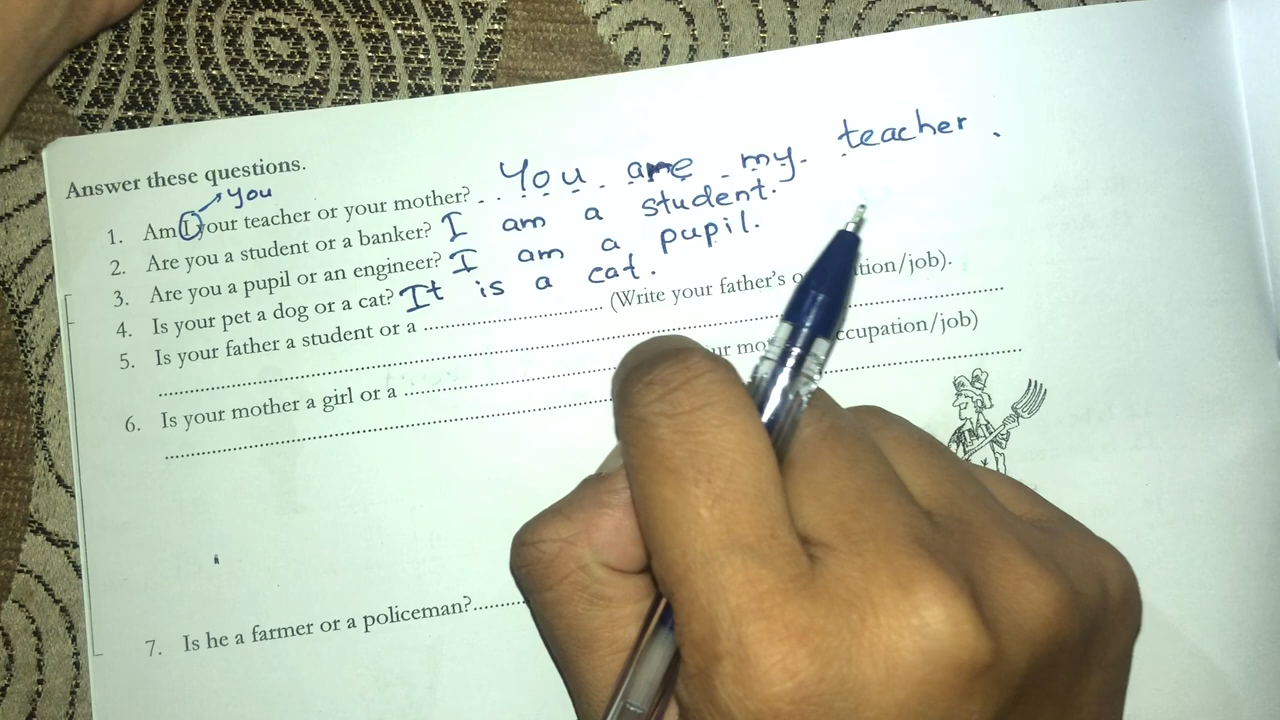 Answer these questions.
you
1. Am I your teacher or your mother? You are my teacher.
2. Are you a student or a banker? I am a student.
3. Are you a pupil or an engineer? I am a pupil.
4. Is your pet a dog or a cat? It is a cat.
5. Is your father a student or a .............................. (Write your father's
6. Is your mother a girl or a ..............................
7. Is he a farmer or a policeman?.........